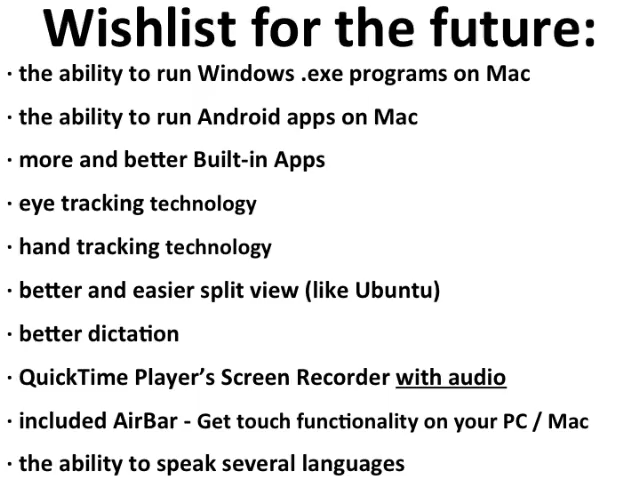 Wishlist for the future:
· the ability to run Windows .exe programs on Mac
· the ability to run Android apps on Mac
· more and better Built-in Apps
· eye tracking technology
· hand tracking technology
· better and easier split view (like Ubuntu)
· better dictation
· QuickTime Player’s Screen Recorder with audio
· included AirBar - Get touch functionality on your PC / Mac
· the ability to speak several languages